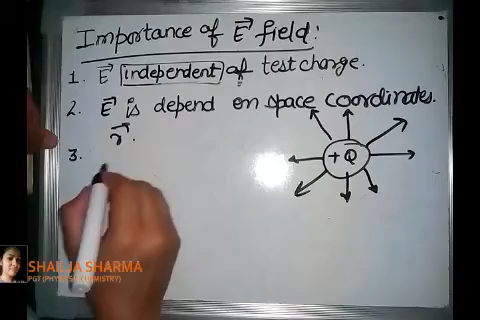 Importance of E⃗ field:
1. E⃗ independent of test charge.
2. E⃗ is depend on space coordinates.
r⃗.
3.
+Q
SHAILJA SHARMA
PGT (PHYSICS/CHEMISTRY)